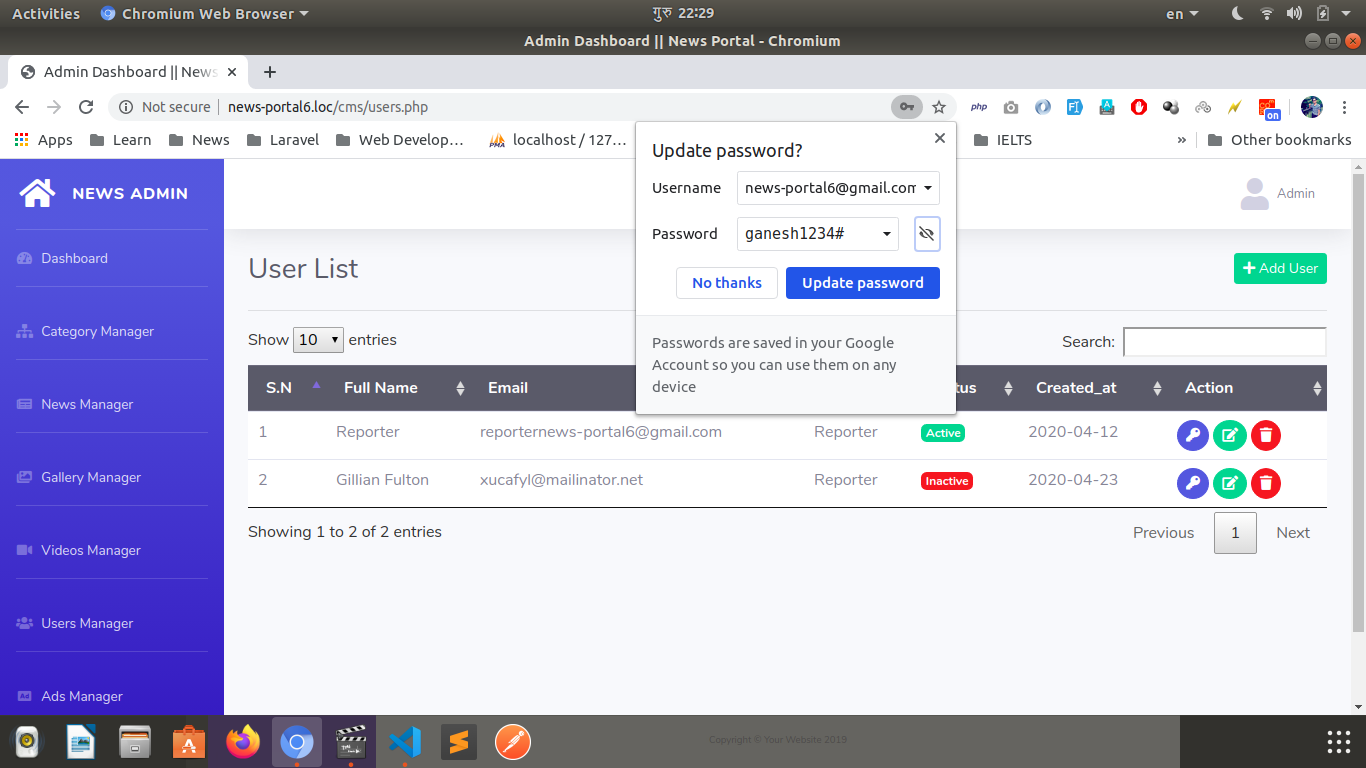 Activities Chromium Web Browser गुरु 22:29 en
Admin Dashboard || News Portal - Chromium
Admin Dashboard || News
Not secure news-portal6.loc/cms/users.php php on
Apps Learn News Laravel Web Develop… localhost / 127… IELTS » Other bookmarks
Update password?
Username news-portal6@gmail.com
Password ganesh1234#
No thanks Update password
Passwords are saved in your Google
Account so you can use them on any
device
NEWS ADMIN
Admin
Dashboard
Category Manager
News Manager
Gallery Manager
Videos Manager
Users Manager
Ads Manager
User List
Add User
Show 10 entries
Search:
S.N Full Name Email tus Created_at Action
1 Reporter reporternews-portal6@gmail.com Reporter Active 2020-04-12
2 Gillian Fulton xucafyl@mailinator.net Reporter Inactive 2020-04-23
Showing 1 to 2 of 2 entries
Previous 1 Next
Copyright © Your Website 2019